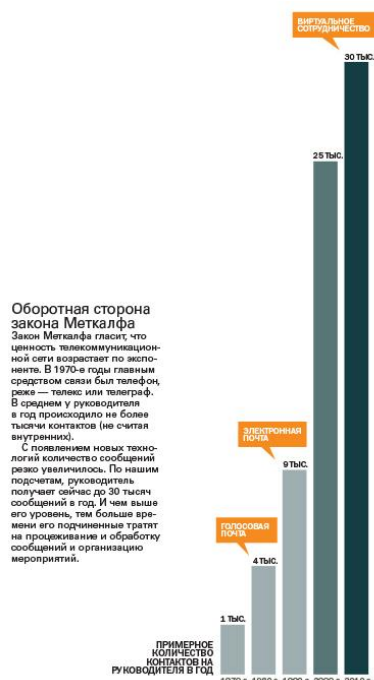 ВИРТУАЛЬНОЕ
СОТРУДНИЧЕСТВО
30 ТЫС.
25 ТЫС.
Оборотная сторона
закона Меткалфа
Закон Меткалфа гласит, что
ценность телекоммуникацион-
ной сети возрастает по экспо-
ненте. В 1970-е годы главным
средством связи был телефон,
реже — телекс или телеграф.
В среднем у руководителя
в год происходило не более
тысячи контактов (не считая
внутренних).
С появлением новых техно-
логий количество сообщений
резко увеличилось. По нашим
подсчетам, руководитель
получает сейчас до 30 тысяч
сообщений в год. И чем выше
его уровень, тем больше вре-
мени его подчиненные тратят
на процеживание и обработку
сообщений и организацию
мероприятий.
ЭЛЕКТРОННАЯ
ПОЧТА
9 ТЫС.
ГОЛОСОВАЯ
ПОЧТА
4 ТЫС.
1 ТЫС.
ПРИМЕРНОЕ
КОЛИЧЕСТВО
КОНТАКТОВ НА
РУКОВОДИТЕЛЯ В ГОД